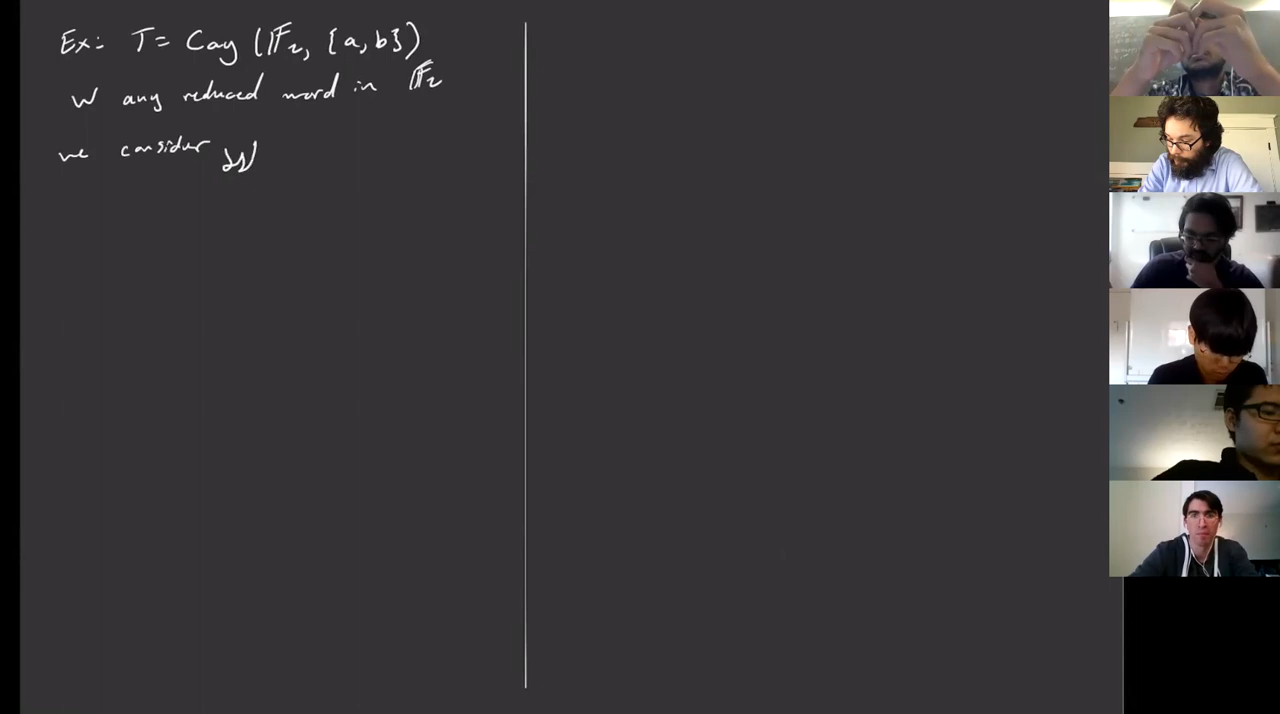 Ex: T = Cay (𝔽₂, {a, b})
W any reduced word in 𝔽₂
we consider